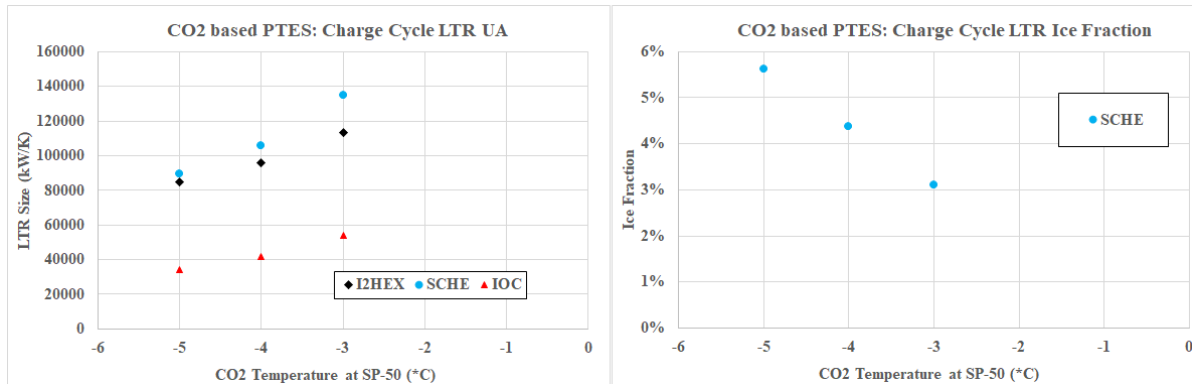 CO2 based PTES: Charge Cycle LTR UA
160000
140000
120000
100000
80000
60000
40000
20000
0
LTR Size (kW/K)
I2HEX SCHE IOC
-6 -5 -4 -3 -2 -1 0
CO2 Temperature at SP-50 (*C)
CO2 based PTES: Charge Cycle LTR Ice Fraction
6%
5%
4%
3%
2%
1%
0%
Ice Fraction
SCHE
-6 -5 -4 -3 -2 -1 0
CO2 Temperature at SP-50 (*C)